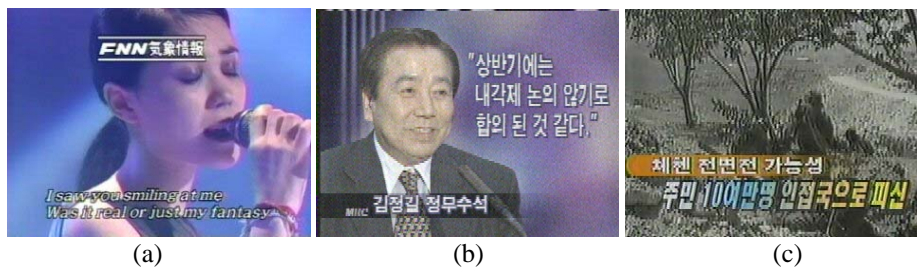 FNN気象情報
I saw you smiling at me
Was it real or just my fantasy
"상반기에는
내각제 논의 않기로
합의 된 것 같다."
MBC 김정길 정무수석
체첸 전면전 가능성
주민 10여만명 인접국으로 피신
(a)
(b)
(c)